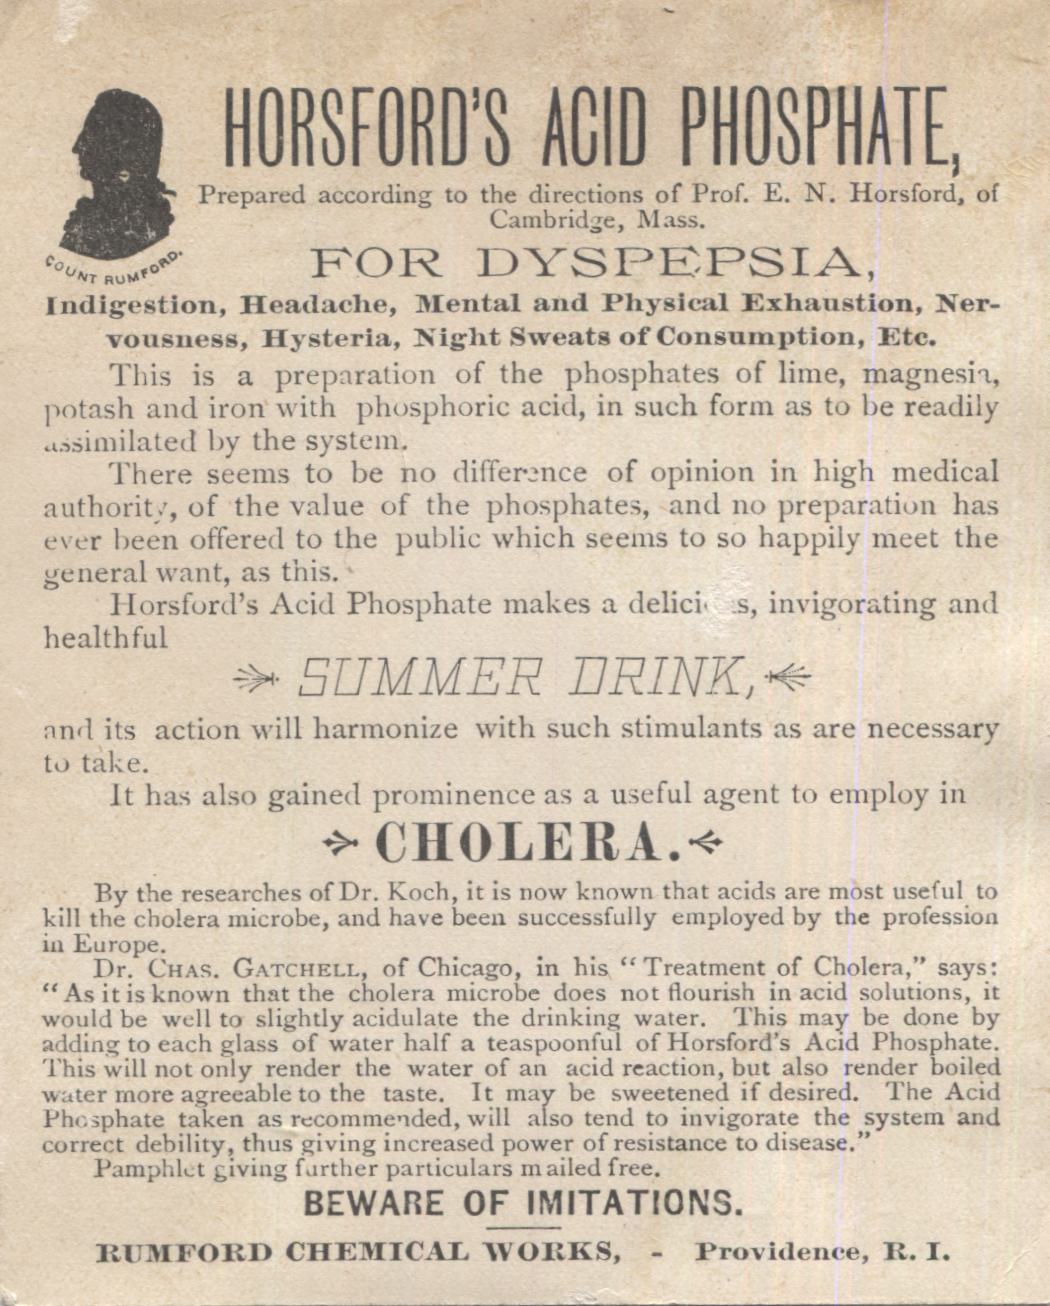 HORSFORD'S ACID PHOSPHATE,
Prepared according to the directions of Prof. E. N. Horsford, of
Cambridge, Mass.
COUNT RUMFORD.
FOR DYSPEPSIA,
Indigestion, Headache, Mental and Physical Exhaustion, Ner-
vousness, Hysteria, Night Sweats of Consumption, Etc.
This is a preparation of the phosphates of lime, magnesia,
potash and iron with phosphoric acid, in such form as to be readily
assimilated by the system.
There seems to be no difference of opinion in high medical
authority, of the value of the phosphates, and no preparation has
ever been offered to the public which seems to so happily meet the
general want, as this.
Horsford's Acid Phosphate makes a delicious, invigorating and
healthful
SUMMER DRINK,
and its action will harmonize with such stimulants as are necessary
to take.
It has also gained prominence as a useful agent to employ in
CHOLERA.
By the researches of Dr. Koch, it is now known that acids are most useful to
kill the cholera microbe, and have been successfully employed by the profession
in Europe.
Dr. CHAS. GATCHELL, of Chicago, in his "Treatment of Cholera," says:
"As it is known that the cholera microbe does not flourish in acid solutions, it
would be well to slightly acidulate the drinking water. This may be done by
adding to each glass of water half a teaspoonful of Horsford's Acid Phosphate.
This will not only render the water of an acid reaction, but also render boiled
water more agreeable to the taste. It may be sweetened if desired. The Acid
Phosphate taken as recommended, will also tend to invigorate the system and
correct debility, thus giving increased power of resistance to disease."
Pamphlet giving further particulars mailed free.
BEWARE OF IMITATIONS.
RUMFORD CHEMICAL WORKS, - Providence, R. I.